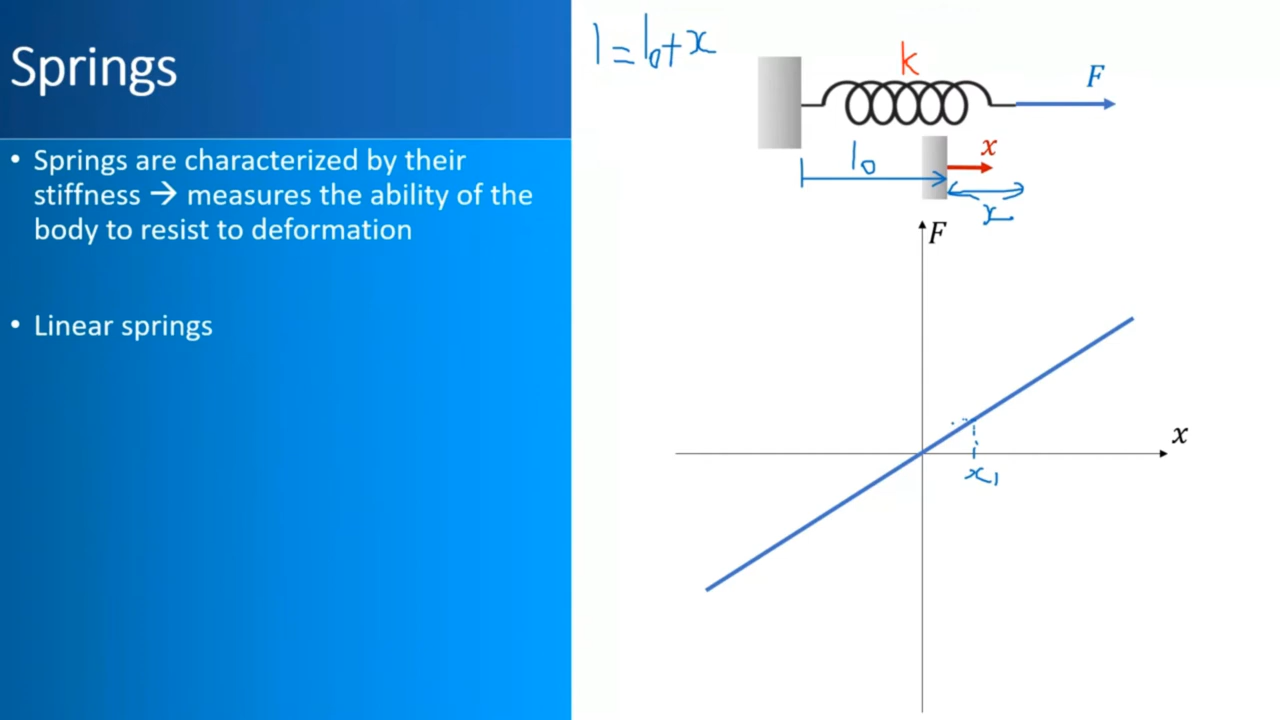 Springs
• Springs are characterized by their
stiffness → measures the ability of the
body to resist to deformation
• Linear springs
l = l0 + x
k
F
l0
x
x
F
x
x1